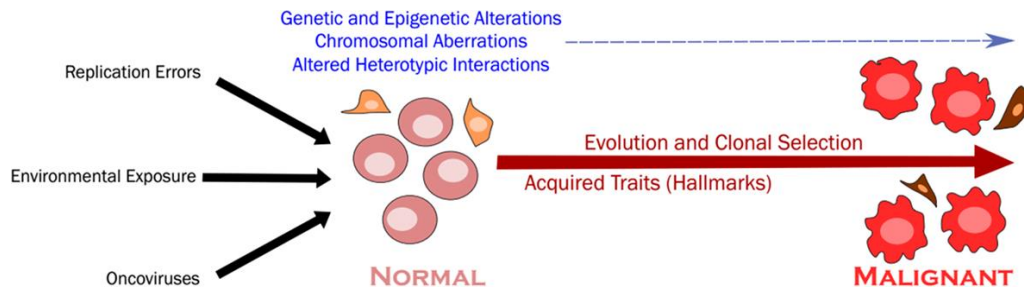 Genetic and Epigenetic Alterations
Chromosomal Aberrations
Altered Heterotypic Interactions
Replication Errors
Environmental Exposure
Oncoviruses
Evolution and Clonal Selection
Acquired Traits (Hallmarks)
NORMAL
MALIGNANT